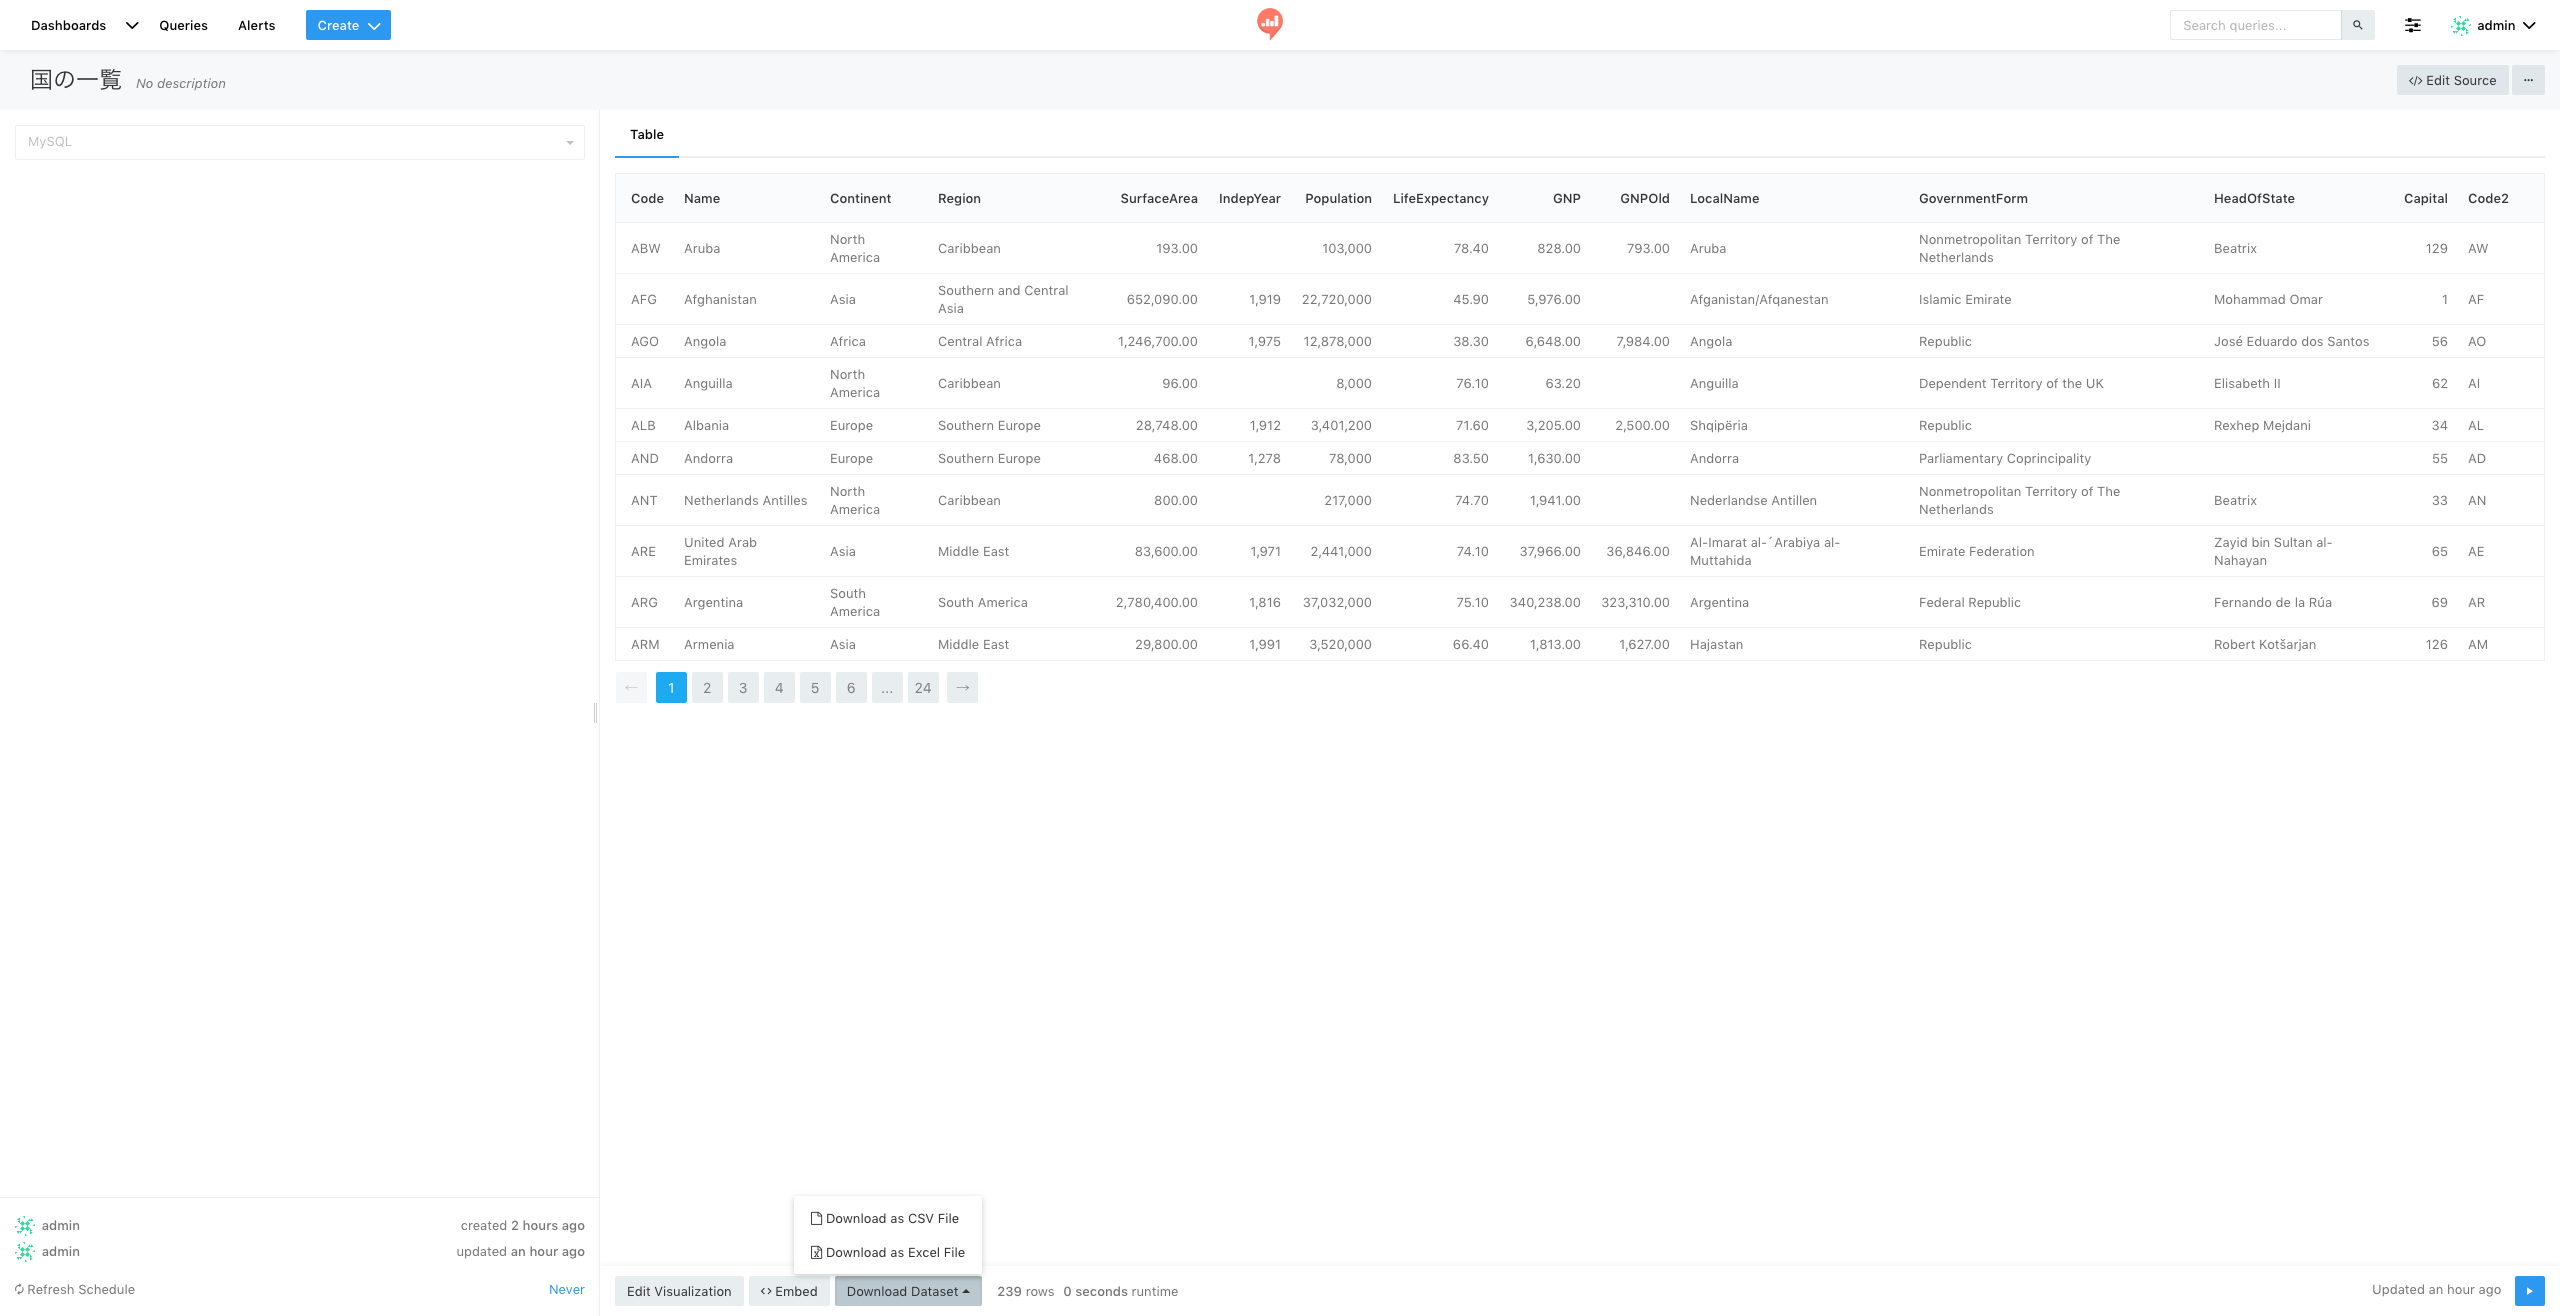 Dashboards Queries Alerts Create Search queries... admin
国の一覧 No description </> Edit Source ...
MySQL
Table
Code Name Continent Region SurfaceArea IndepYear Population LifeExpectancy GNP GNPOld LocalName GovernmentForm HeadOfState Capital Code2
ABW Aruba North America Caribbean 193.00 103,000 78.40 828.00 793.00 Aruba Nonmetropolitan Territory of The Netherlands Beatrix 129 AW
AFG Afghanistan Asia Southern and Central Asia 652,090.00 1,919 22,720,000 45.90 5,976.00 Afganistan/Afqanestan Islamic Emirate Mohammad Omar 1 AF
AGO Angola Africa Central Africa 1,246,700.00 1,975 12,878,000 38.30 6,648.00 7,984.00 Angola Republic José Eduardo dos Santos 56 AO
AIA Anguilla North America Caribbean 96.00 8,000 76.10 63.20 Anguilla Dependent Territory of the UK Elisabeth II 62 AI
ALB Albania Europe Southern Europe 28,748.00 1,912 3,401,200 71.60 3,205.00 2,500.00 Shqipëria Republic Rexhep Mejdani 34 AL
AND Andorra Europe Southern Europe 468.00 1,278 78,000 83.50 1,630.00 Andorra Parliamentary Coprincipality 55 AD
ANT Netherlands Antilles North America Caribbean 800.00 217,000 74.70 1,941.00 Nederlandse Antillen Nonmetropolitan Territory of The Netherlands Beatrix 33 AN
ARE United Arab Emirates Asia Middle East 83,600.00 1,971 2,441,000 74.10 37,966.00 36,846.00 Al-Imarat al-´Arabiya al-Muttahida Emirate Federation Zayid bin Sultan al-Nahayan 65 AE
ARG Argentina South America South America 2,780,400.00 1,816 37,032,000 75.10 340,238.00 323,310.00 Argentina Federal Republic Fernando de la Rúa 69 AR
ARM Armenia Asia Middle East 29,800.00 1,991 3,520,000 66.40 1,813.00 1,627.00 Hajastan Republic Robert Kotšarjan 126 AM
← 1 2 3 4 5 6 ... 24 →
admin created 2 hours ago
admin updated an hour ago
Refresh Schedule Never
Download as CSV File
Download as Excel File
Edit Visualization <> Embed Download Dataset 239 rows 0 seconds runtime Updated an hour ago